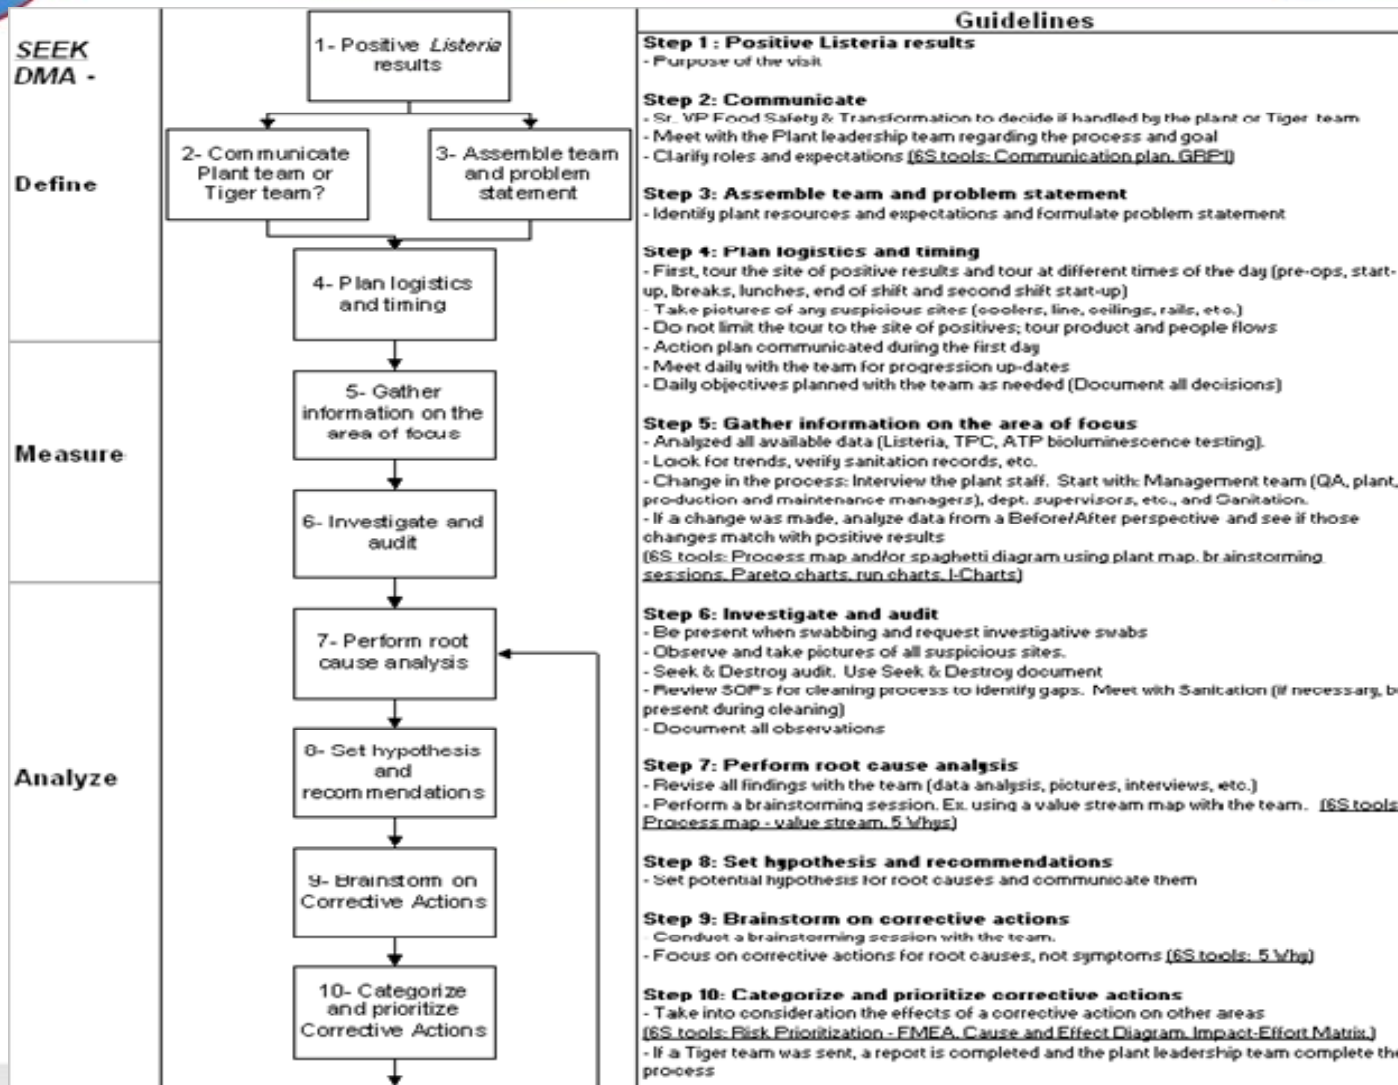 SEEK
DMA -
Define
Measure
Analyze
1- Positive Listeria
results
2- Communicate
Plant team or
Tiger team?
3- Assemble team
and problem
statement
4- Plan logistics
and timing
5- Gather
information on the
area of focus
6- Investigate and
audit
7- Perform root
cause analysis
8- Set hypothesis
and
recommendations
9- Brainstorm on
Corrective Actions
10- Categorize
and prioritize
Corrective Actions
Guidelines
Step 1 : Positive Listeria results
- Purpose of the visit
Step 2: Communicate
- Sr. VP Food Safety & Transformation to decide if handled by the plant or Tiger team
- Meet with the Plant leadership team regarding the process and goal
- Clarify roles and expectations (6S tools: Communication plan, GRPI)
Step 3: Assemble team and problem statement
- Identify plant resources and expectations and formulate problem statement
Step 4: Plan logistics and timing
- First, tour the site of positive results and tour at different times of the day (pre-ops, start-
up, breaks, lunches, end of shift and second shift start-up)
- Take pictures of any suspicious sites (coolers, line, ceilings, rails, etc.)
- Do not limit the tour to the site of positives; tour product and people flows
- Action plan communicated during the first day
- Meet daily with the team for progression up-dates
- Daily objectives planned with the team as needed (Document all decisions)
Step 5: Gather information on the area of focus
- Analyzed all available data (Listeria, TPC, ATP bioluminescence testing).
- Look for trends, verify sanitation records, etc.
- Change in the process: Interview the plant staff. Start with: Management team (QA, plant,
production and maintenance managers), dept. supervisors, etc., and Sanitation.
- If a change was made, analyze data from a Before/After perspective and see if those
changes match with positive results
(6S tools: Process map and/or spaghetti diagram using plant map, brainstorming
sessions, Pareto charts, run charts, I-Charts)
Step 6: Investigate and audit
- Be present when swabbing and request investigative swabs
- Observe and take pictures of all suspicious sites.
- Seek & Destroy audit. Use Seek & Destroy document
- Review SOPs for cleaning process to identify gaps. Meet with Sanitation (if necessary, b
present during cleaning)
- Document all observations
Step 7: Perform root cause analysis
- Revise all findings with the team (data analysis, pictures, interviews, etc.)
- Perform a brainstorming session. Ex. using a value stream map with the team. (6S tools
Process map - value stream, 5 Whys)
Step 8: Set hypothesis and recommendations
- Set potential hypothesis for root causes and communicate them
Step 9: Brainstorm on corrective actions
- Conduct a brainstorming session with the team.
- Focus on corrective actions for root causes, not symptoms (6S tools: 5 Why)
Step 10: Categorize and prioritize corrective actions
- Take into consideration the effects of a corrective action on other areas
(6S tools: Risk Prioritization - FMEA, Cause and Effect Diagram, Impact-Effort Matrix.)
- If a Tiger team was sent, a report is completed and the plant leadership team complete the
process